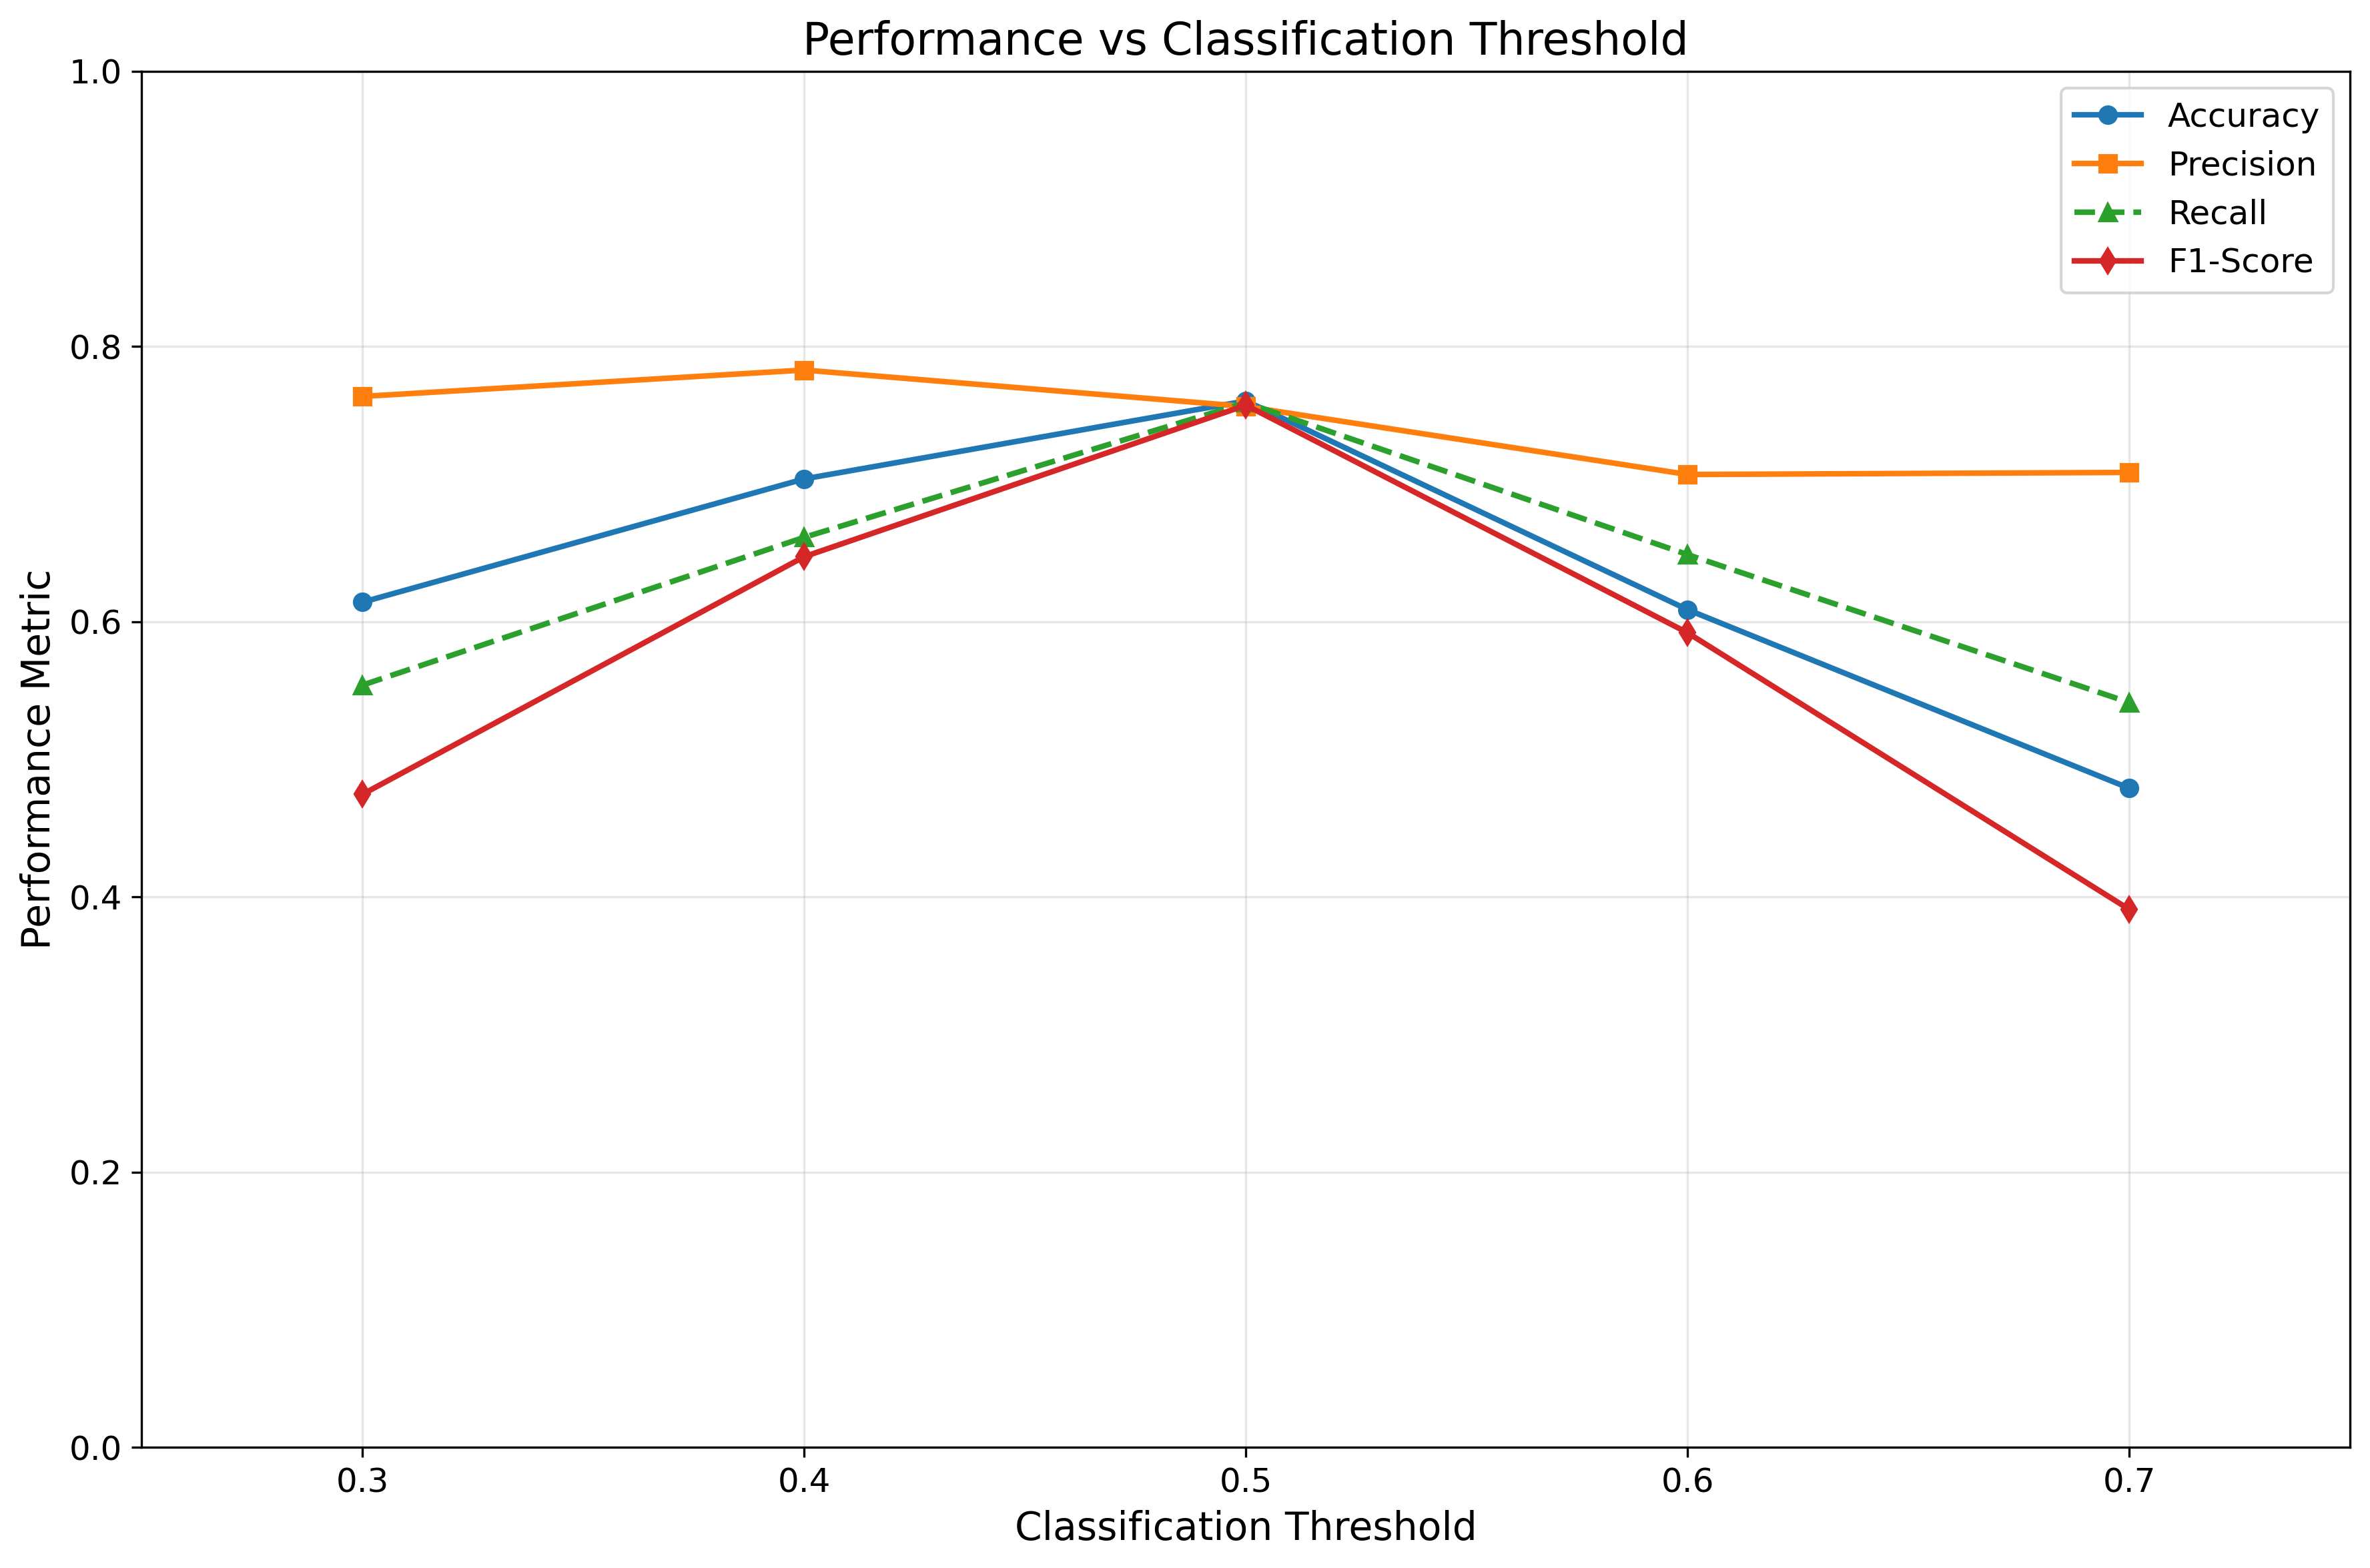 Performance vs Classification Threshold
1.0
0.8
0.6
0.4
0.2
0.0
Performance Metric
Accuracy
Precision
Recall
F1-Score
0.3
0.4
0.5
0.6
0.7
Classification Threshold